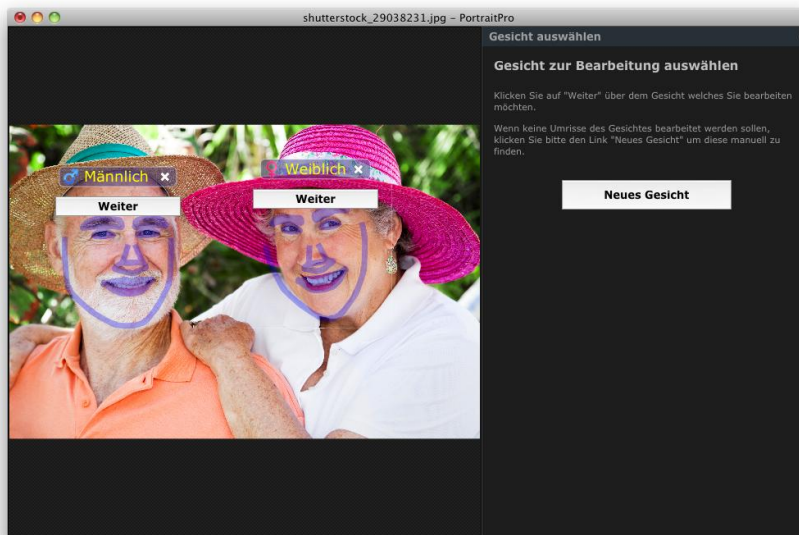 shutterstock_29038231.jpg – PortraitPro
Gesicht auswählen
Gesicht zur Bearbeitung auswählen
Klicken Sie auf "Weiter" über dem Gesicht welches Sie bearbeiten
möchten.
Wenn keine Umrisse des Gesichtes bearbeitet werden sollen,
klicken Sie bitte den Link "Neues Gesicht" um diese manuell zu
finden.
Neues Gesicht
Männlich
Weiter
Weiblich
Weiter